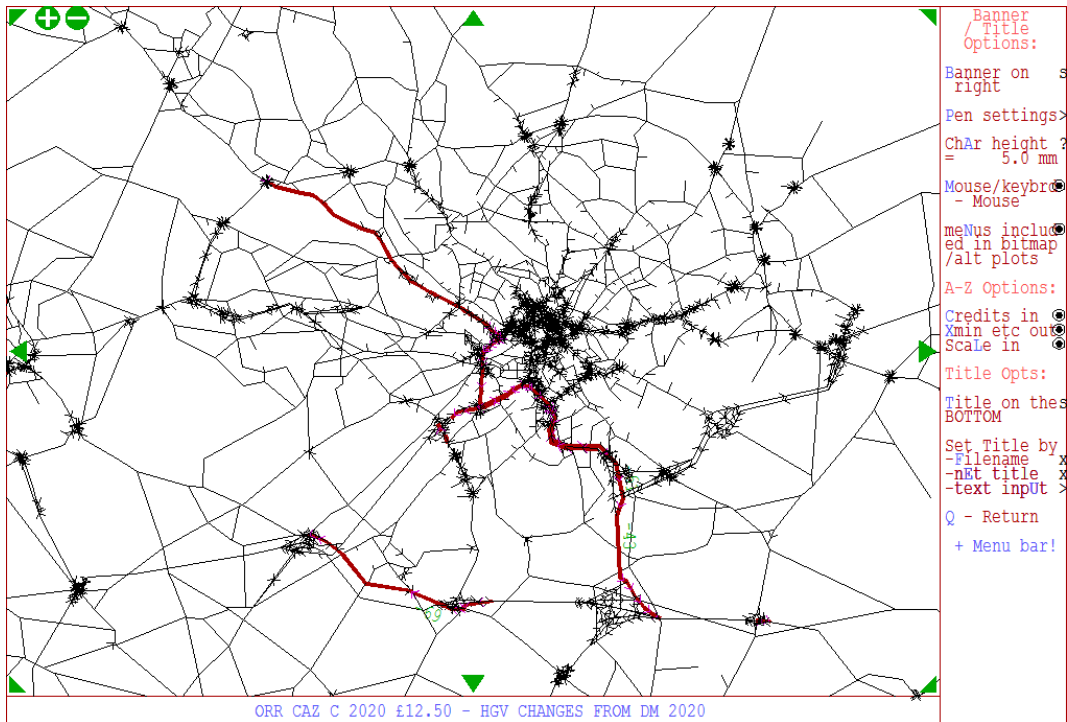 Banner
/ Title
Options:
Banner on s
right
Pen settings>
ChAr height ?
= 5.0 mm
Mouse/keybro
- Mouse
meNus includ
ed in bitmap
/alt plots
A-Z Options:
Credits in
Xmin etc out
ScaLe in
Title Opts:
Title on thes
BOTTOM
Set Title by
-Filename x
-nEt title x
-text inpUt >
Q - Return
+ Menu bar!
-43
-69
ORR CAZ C 2020 £12.50 - HGV CHANGES FROM DM 2020